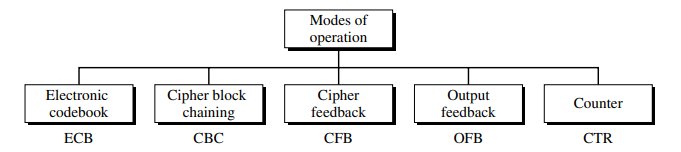 Modes of
operation
Electronic
codebook
Cipher block
chaining
Cipher
feedback
Output
feedback
Counter
ECB
CBC
CFB
OFB
CTR